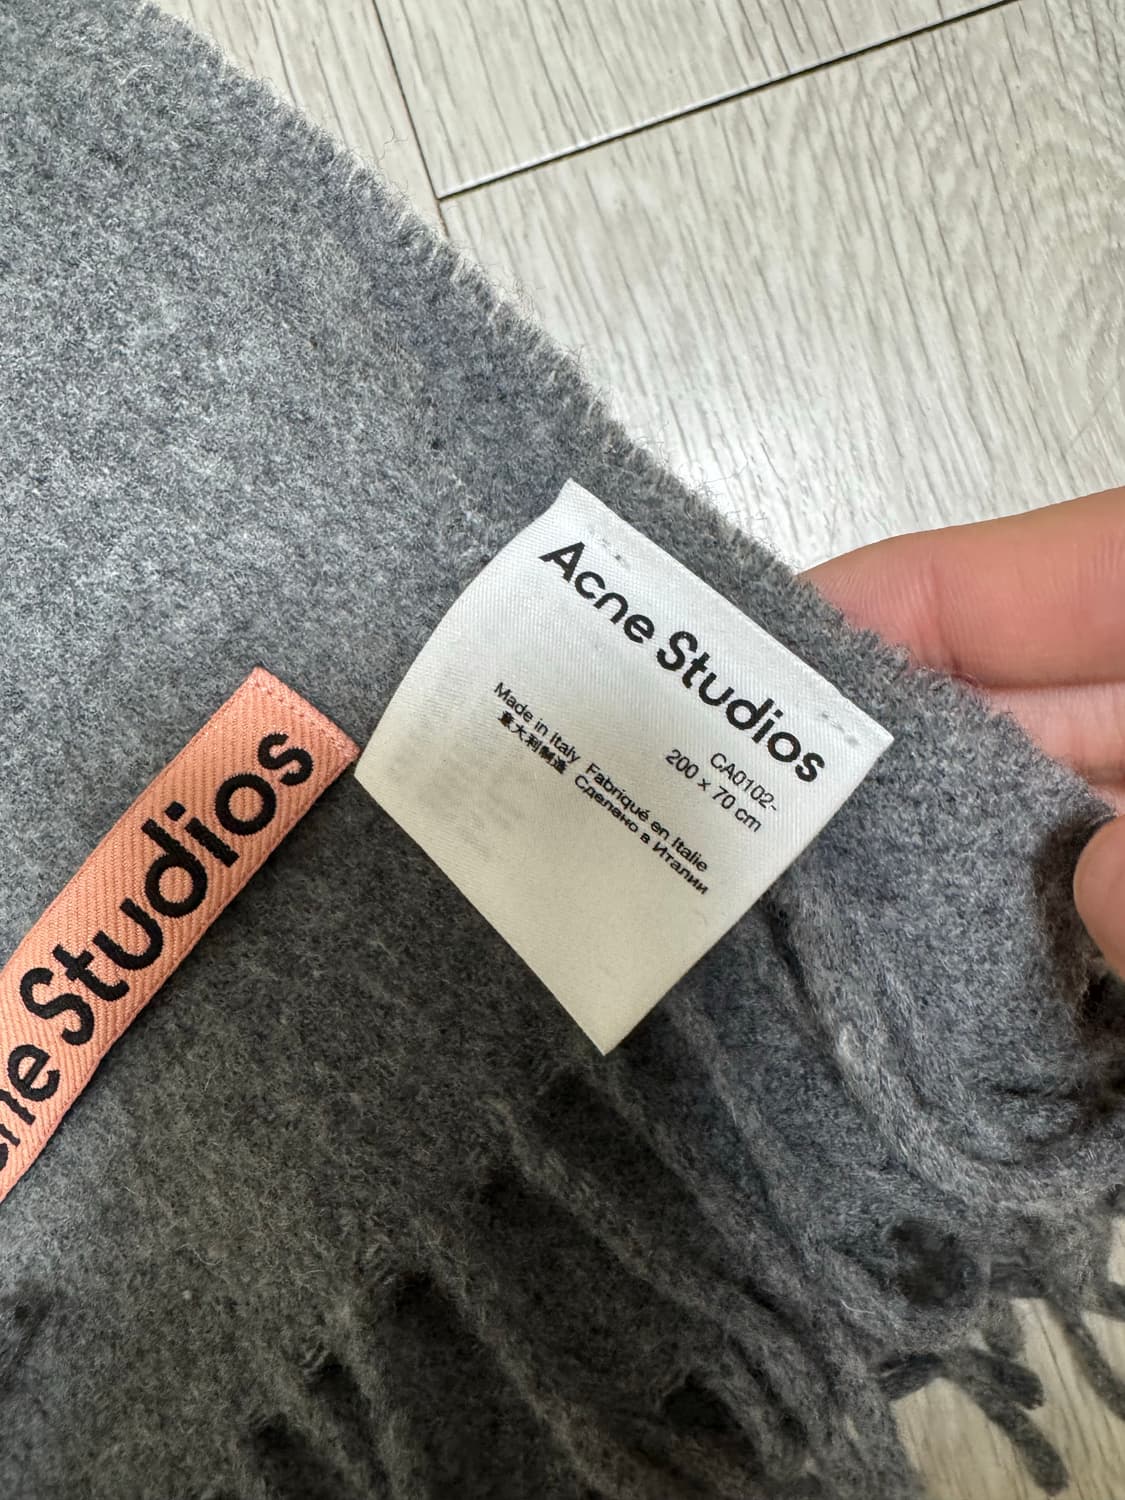 Acne Studios
CA0102-
200 x 70 cm
Made in Italy Fabriqué en Italie
意大利制造 Сделано в Италии
ne Studios